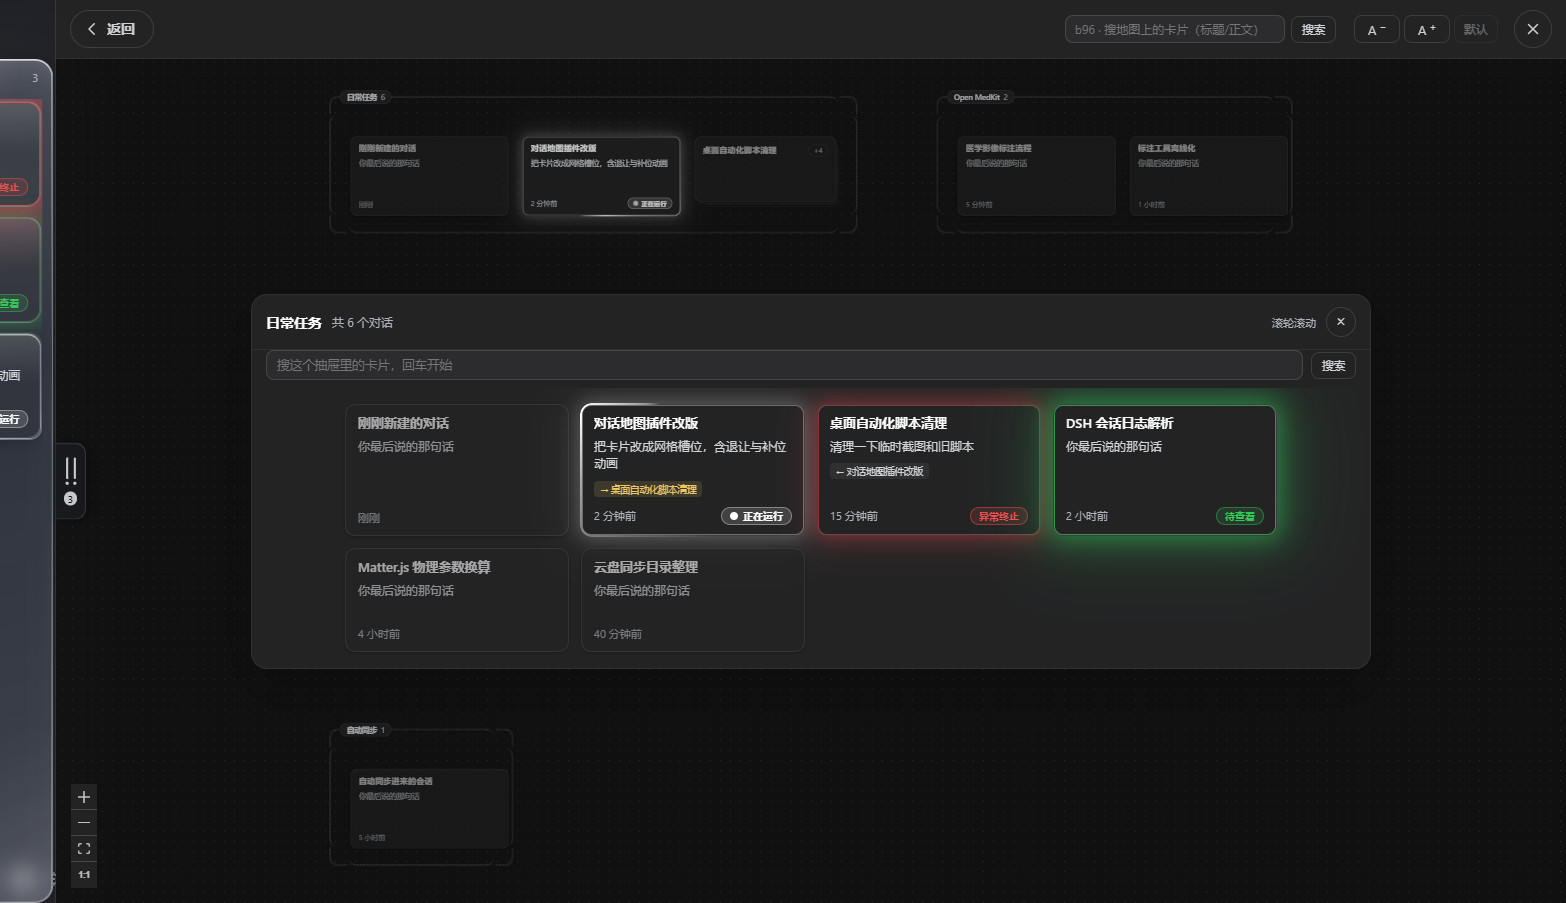 返回
b96 · 搜地图上的卡片（标题/正文）
搜索
A⁻
A⁺
默认
3
终止
查看
动画
运行
3
日常任务 6
刚刚新建的对话
你最后说的那句话
刚刚
对话地图插件改版
把卡片改成网格槽位，含退让与补位动画
2 分钟前
正在运行
桌面自动化脚本清理
+4
Open MedKit 2
医学影像标注流程
你最后说的那句话
5 分钟前
标注工具离线化
你最后说的那句话
1 小时前
日常任务 共 6 个对话
滚轮滚动
搜这个抽屉里的卡片，回车开始
搜索
刚刚新建的对话
你最后说的那句话
刚刚
对话地图插件改版
把卡片改成网格槽位，含退让与补位
动画
→ 桌面自动化脚本清理
2 分钟前
正在运行
桌面自动化脚本清理
清理一下临时截图和旧脚本
← 对话地图插件改版
15 分钟前
异常终止
DSH 会话日志解析
你最后说的那句话
2 小时前
待查看
Matter.js 物理参数换算
你最后说的那句话
4 小时前
云盘同步目录整理
你最后说的那句话
40 分钟前
自动同步 1
自动同步进来的会话
你最后说的那句话
5 小时前
1:1